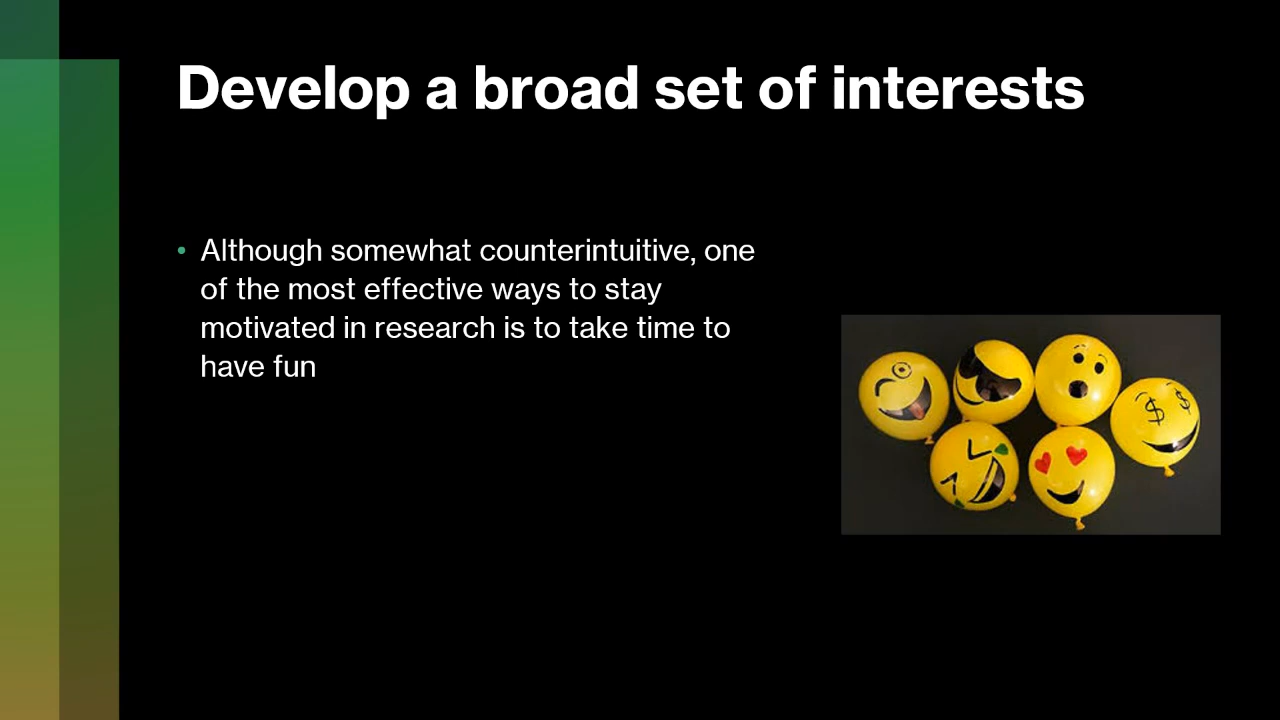 Develop a broad set of interests
• Although somewhat counterintuitive, one
of the most effective ways to stay
motivated in research is to take time to
have fun